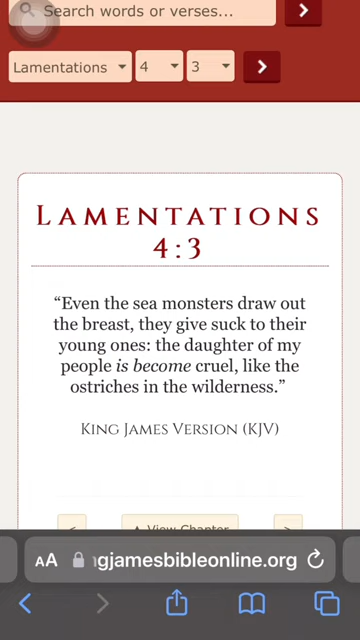 Search words or verses...
Lamentations 4 3
LAMENTATIONS
4:3
“Even the sea monsters draw out
the breast, they give suck to their
young ones: the daughter of my
people is become cruel, like the
ostriches in the wilderness.”
KING JAMES VERSION (KJV)
< ▲ View Chapter >
AA gjamesbibleonline.org